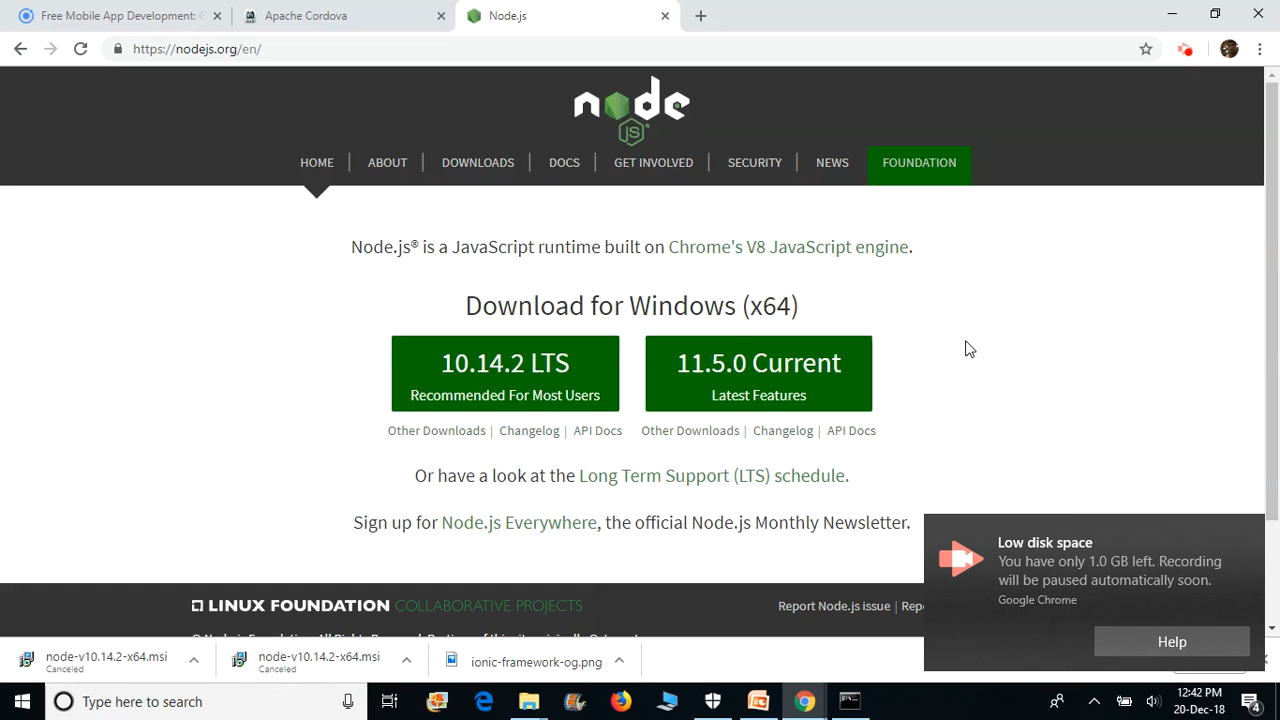 Free Mobile App Development:
Apache Cordova
Node.js
https://nodejs.org/en/
node
JS
HOME
ABOUT
DOWNLOADS
DOCS
GET INVOLVED
SECURITY
NEWS
FOUNDATION
Node.js® is a JavaScript runtime built on Chrome's V8 JavaScript engine.
Download for Windows (x64)
10.14.2 LTS
Recommended For Most Users
11.5.0 Current
Latest Features
Other Downloads | Changelog | API Docs
Other Downloads | Changelog | API Docs
Or have a look at the Long Term Support (LTS) schedule.
Sign up for Node.js Everywhere, the official Node.js Monthly Newsletter.
Low disk space
You have only 1.0 GB left. Recording
will be paused automatically soon.
Google Chrome
Help
LINUX FOUNDATION COLLABORATIVE PROJECTS
Report Node.js issue |
node-v10.14.2-x64.msi
Canceled
node-v10.14.2-x64.msi
Canceled
ionic-framework-og.png
Type here to search
12:42 PM
20-Dec-18
4